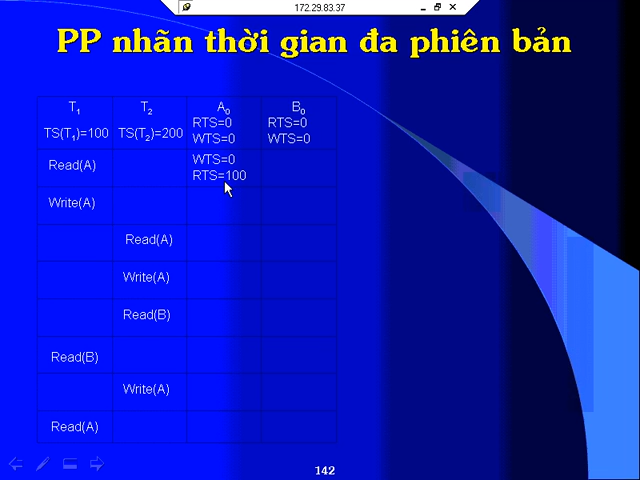 172.29.83.37
PP nhãn thời gian đa phiên bản
T1 T2 A0 B0
TS(T1)=100 TS(T2)=200 RTS=0 RTS=0
WTS=0 WTS=0
Read(A) WTS=0
RTS=100
Write(A)
Read(A)
Write(A)
Read(B)
Read(B)
Write(A)
Read(A)
142